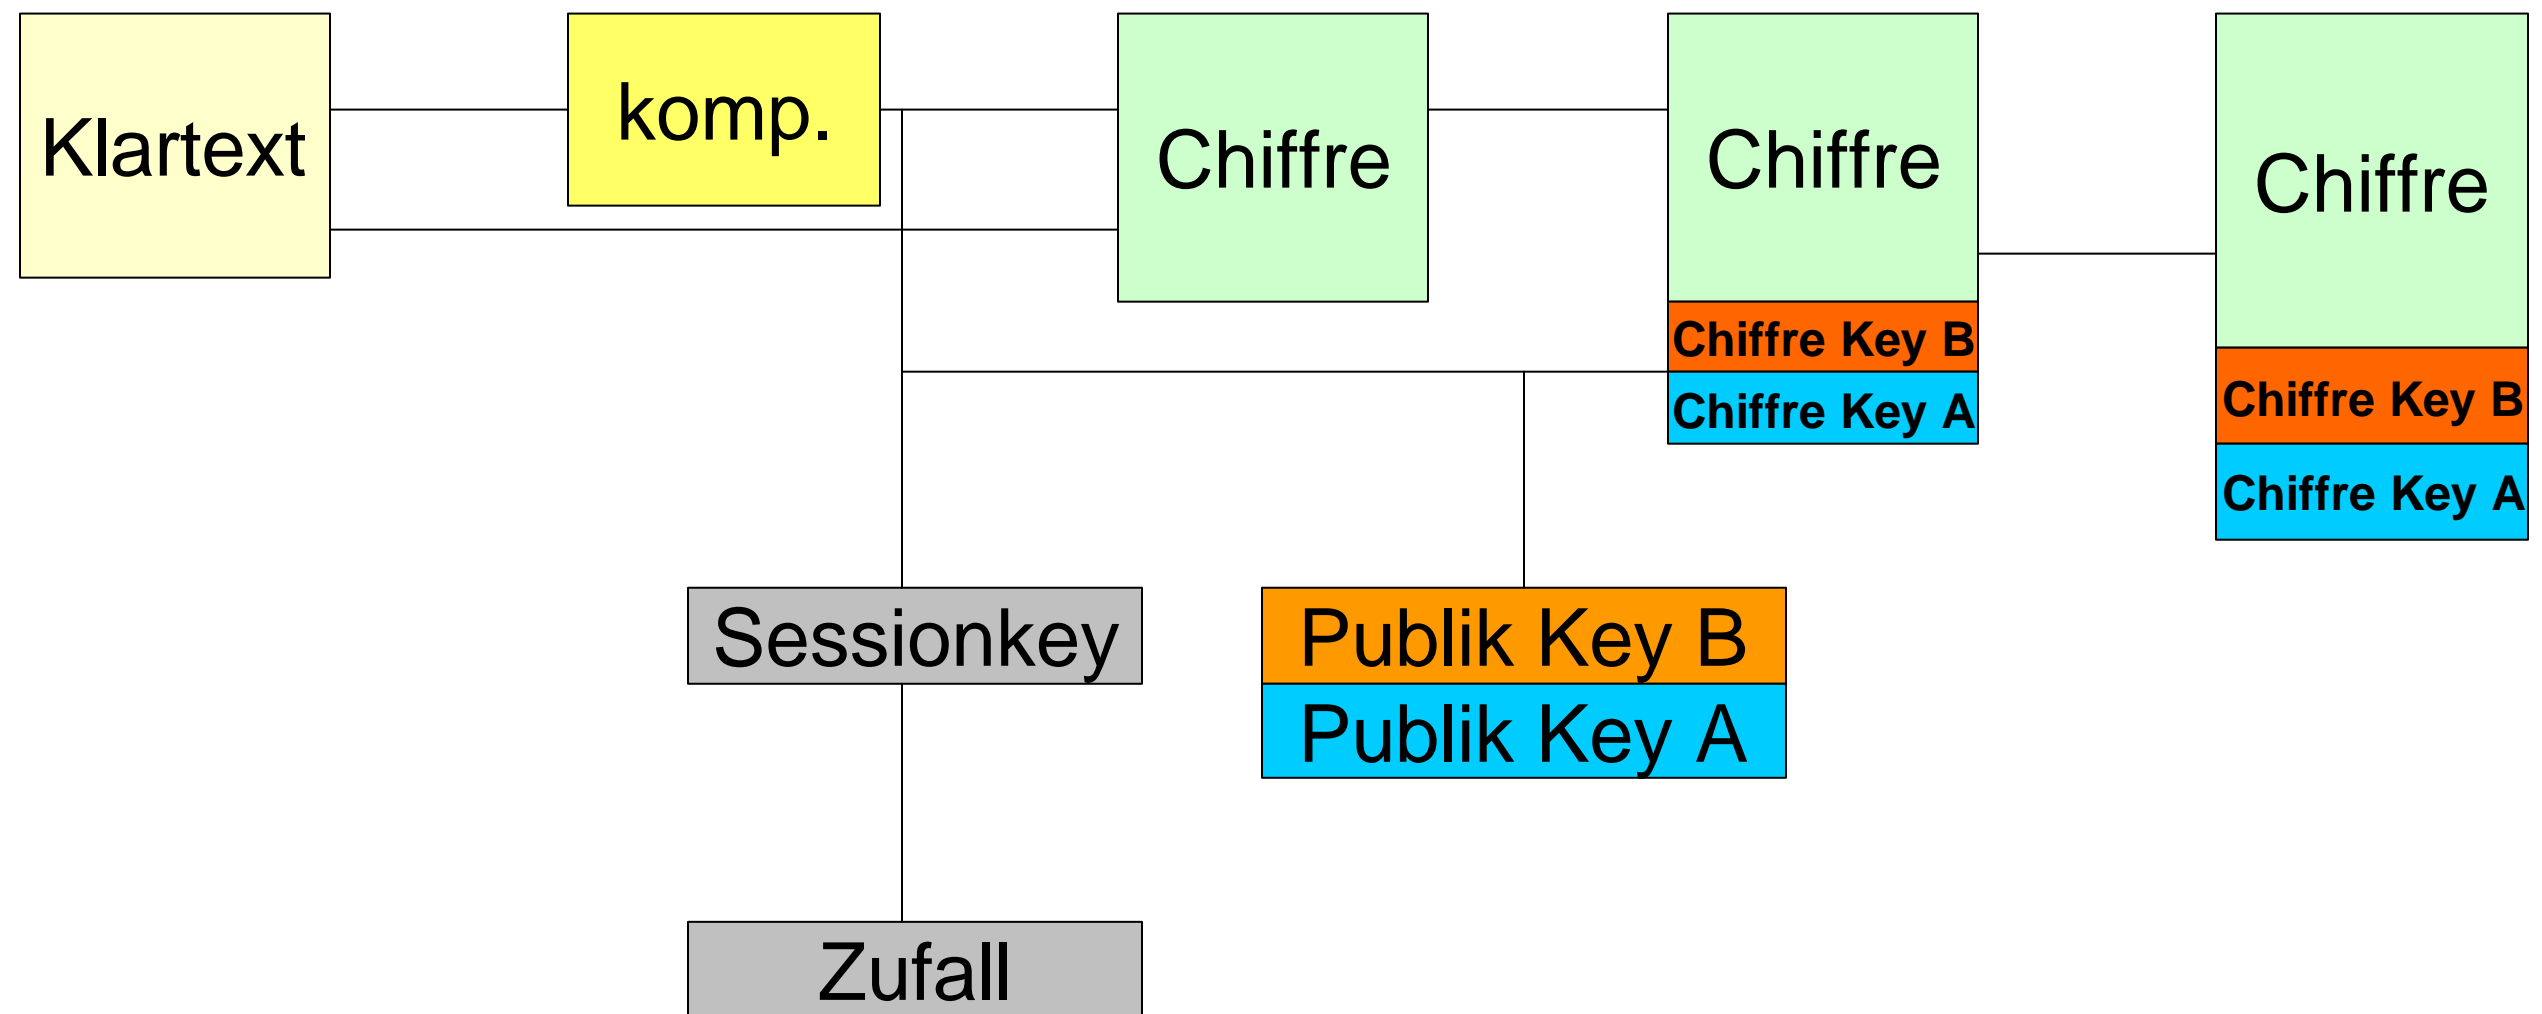 Klartext
komp.
Chiffre
Chiffre
Chiffre
Chiffre Key B
Chiffre Key A
Chiffre Key B
Chiffre Key A
Sessionkey
Publik Key B
Publik Key A
Zufall